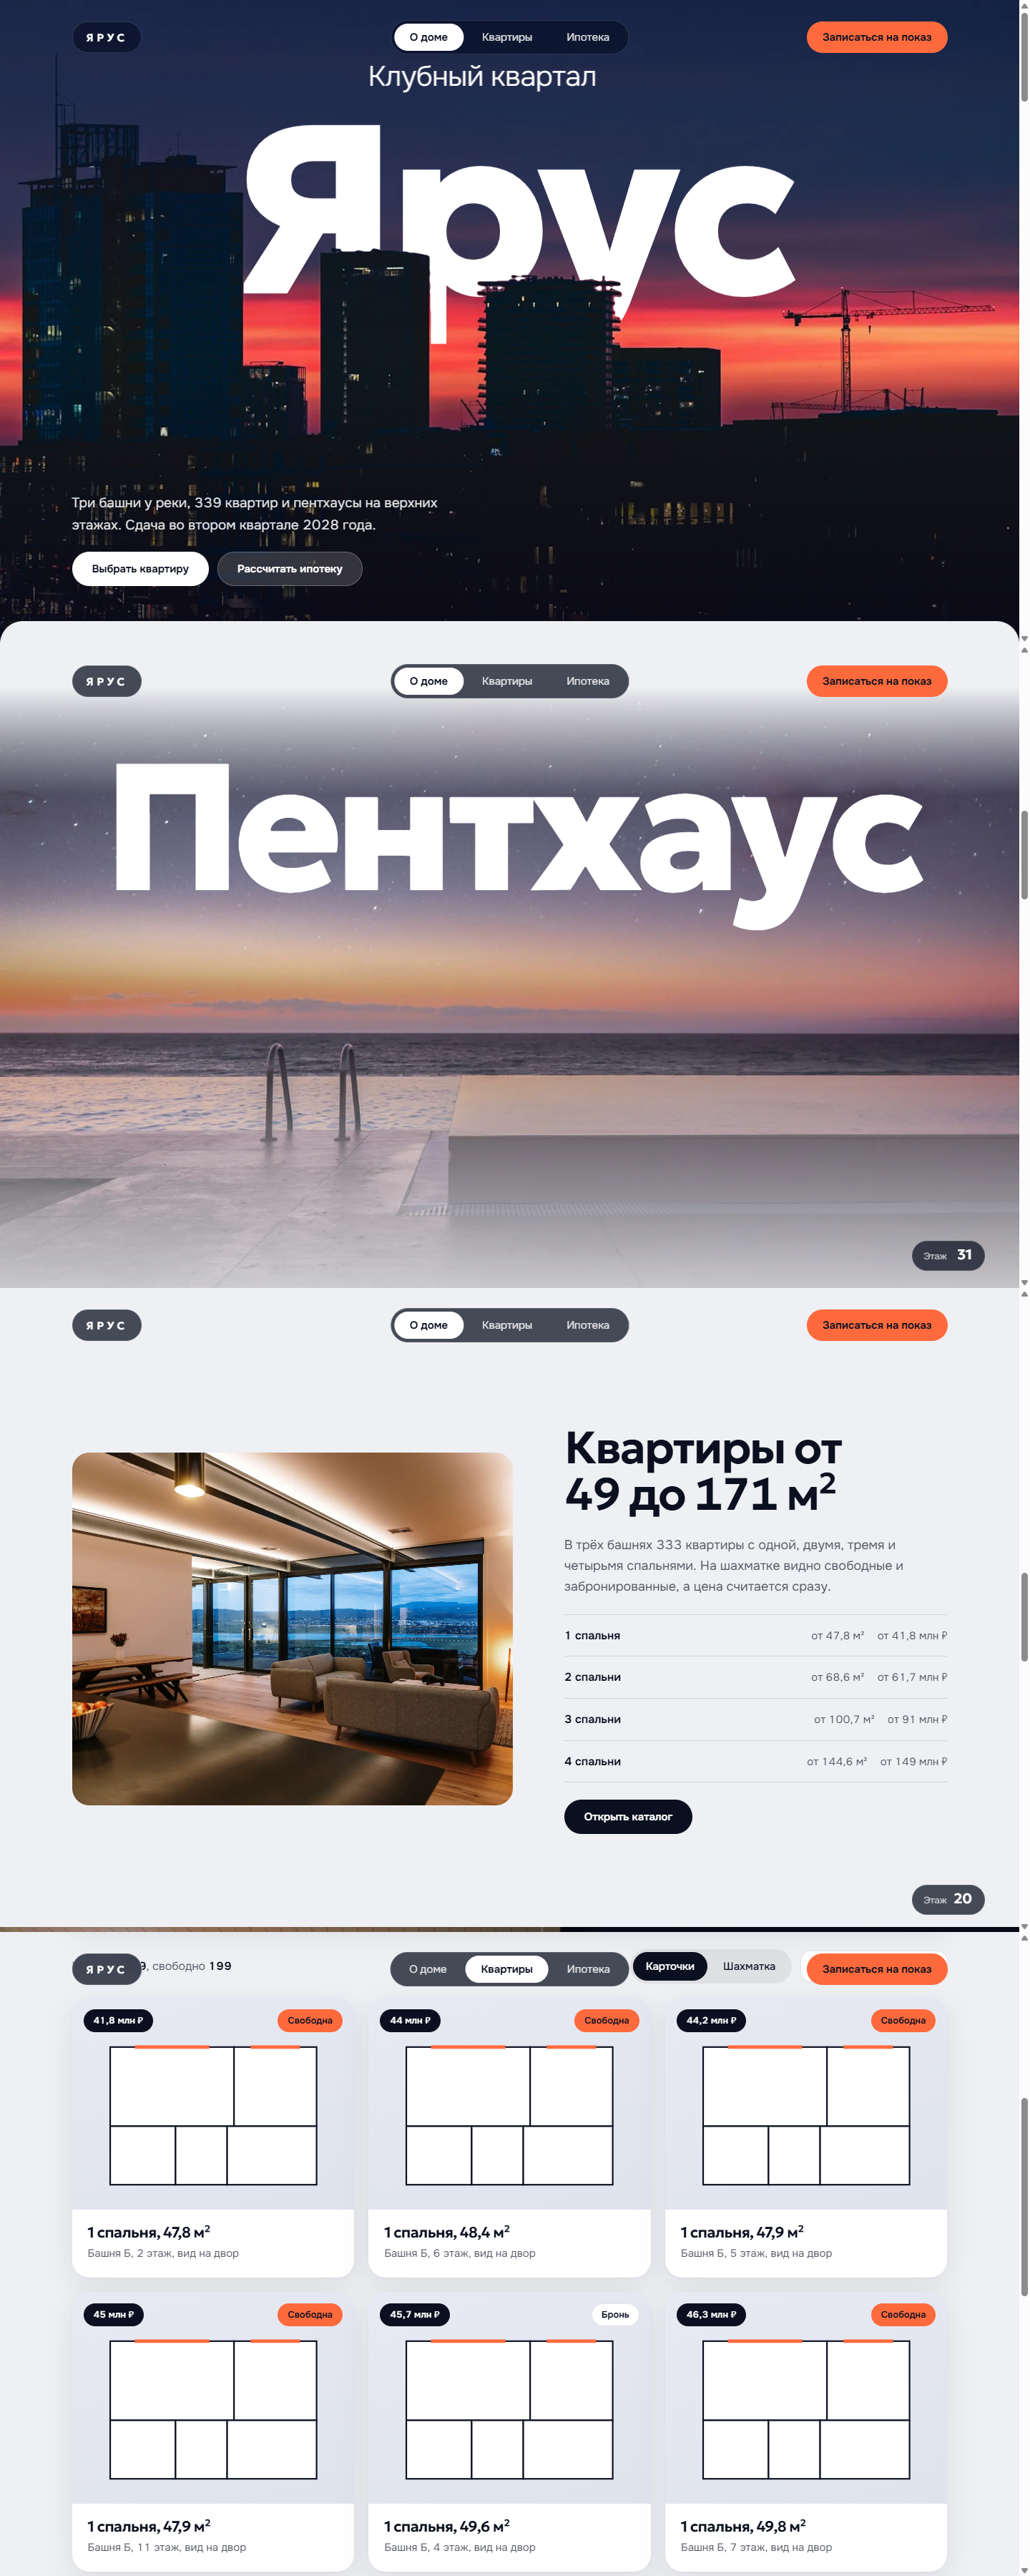 ЯРУС
О доме Квартиры Ипотека
Записаться на показ
Клубный квартал
Ярус
Три башни у реки, 339 квартир и пентхаусы на верхних
этажах. Сдача во втором квартале 2028 года.
Выбрать квартиру Рассчитать ипотеку
ЯРУС
О доме Квартиры Ипотека
Записаться на показ
Пентхаус
Этаж 31
ЯРУС
О доме Квартиры Ипотека
Записаться на показ
Квартиры от
49 до 171 м²
В трёх башнях 333 квартиры с одной, двумя, тремя и
четырьмя спальнями. На шахматке видно свободные и
забронированные, а цена считается сразу.
1 спальня от 47,8 м² от 41,8 млн ₽
2 спальни от 68,6 м² от 61,7 млн ₽
3 спальни от 100,7 м² от 91 млн ₽
4 спальни от 144,6 м² от 149 млн ₽
Открыть каталог
Этаж 20
ЯРУС
9, свободно 199
О доме Квартиры Ипотека
Карточки Шахматка
Записаться на показ
41,8 млн ₽ Свободна
44 млн ₽ Свободна
44,2 млн ₽ Свободна
1 спальня, 47,8 м²
Башня Б, 2 этаж, вид на двор
1 спальня, 48,4 м²
Башня Б, 6 этаж, вид на двор
1 спальня, 47,9 м²
Башня Б, 5 этаж, вид на двор
45 млн ₽ Свободна
45,7 млн ₽ Бронь
46,3 млн ₽ Свободна
1 спальня, 47,9 м²
Башня Б, 11 этаж, вид на двор
1 спальня, 49,6 м²
Башня Б, 4 этаж, вид на двор
1 спальня, 49,8 м²
Башня Б, 7 этаж, вид на двор